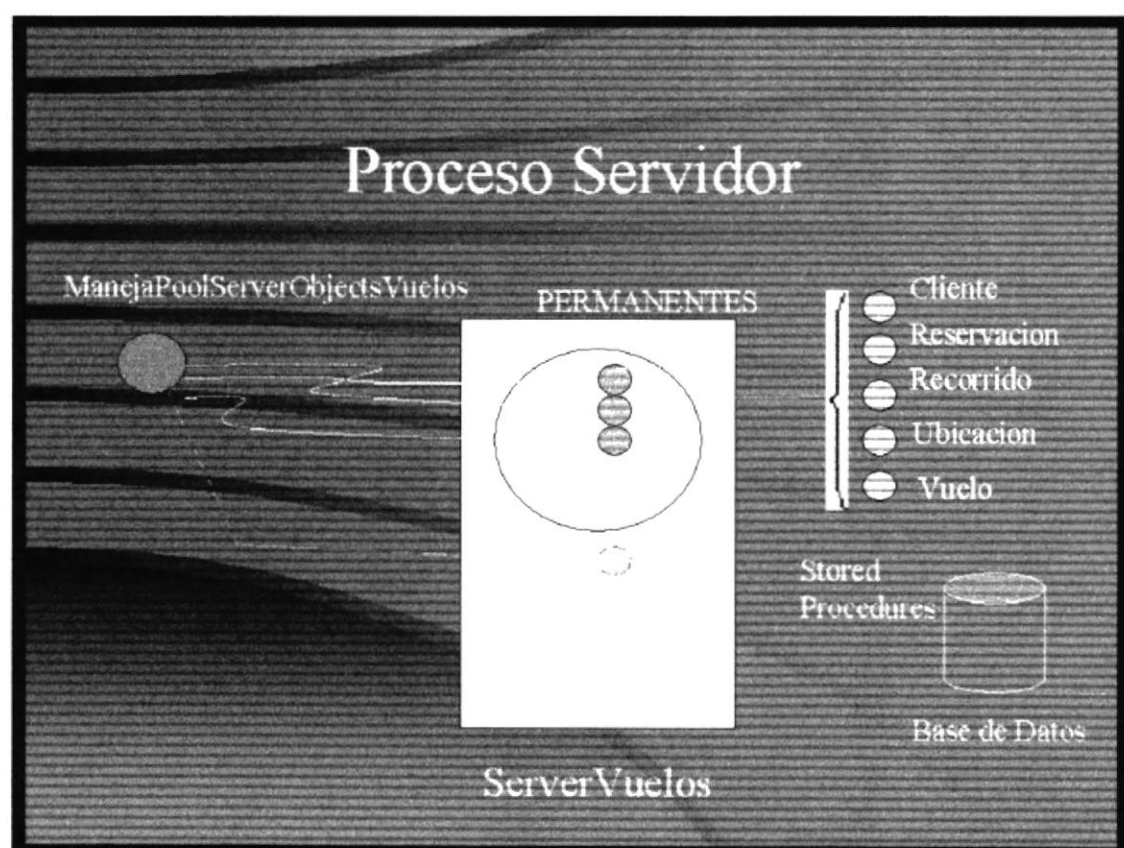 Proceso Servidor
ManejaPoolServerObjectsVuelos
PERMANENTES
Cliente
Reservacion
Recorrido
Ubicacion
Vuelo
Stored
Procedures
Base de Datos
ServerVuelos